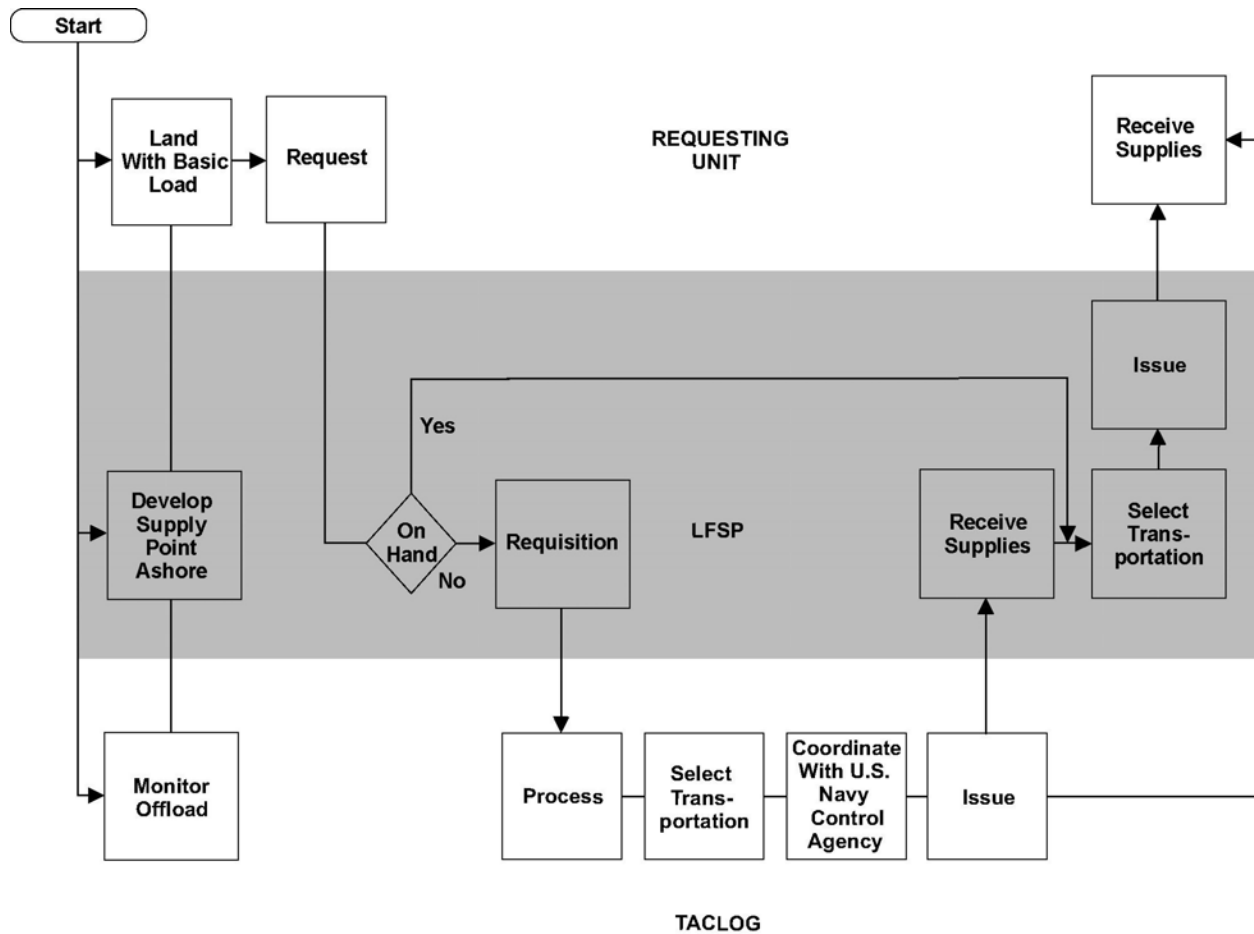 Start
Land
With Basic
Load
Request
REQUESTING
UNIT
Receive
Supplies
Issue
Yes
Develop
Supply
Point
Ashore
On
Hand
No
Requisition
LFSP
Receive
Supplies
Select
Trans-
portation
Monitor
Offload
Process
Select
Trans-
portation
Coordinate
With U.S.
Navy
Control
Agency
Issue
TACLOG